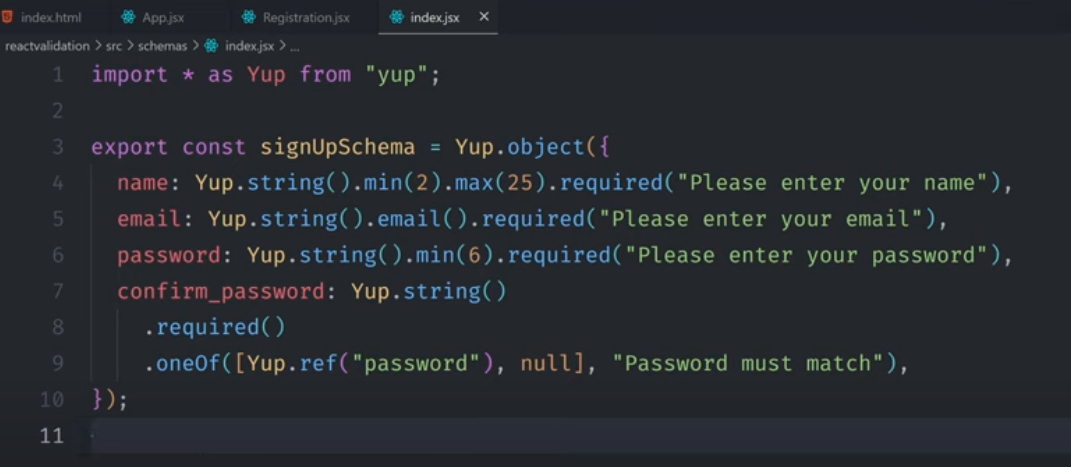 index.html App.jsx Registration.jsx index.jsx ×
reactvalidation > src > schemas > index.jsx > ...
1 import * as Yup from "yup";
2
3 export const signUpSchema = Yup.object({
4 name: Yup.string().min(2).max(25).required("Please enter your name"),
5 email: Yup.string().email().required("Please enter your email"),
6 password: Yup.string().min(6).required("Please enter your password"),
7 confirm_password: Yup.string()
8 .required()
9 .oneOf([Yup.ref("password"), null], "Password must match"),
10 });
11